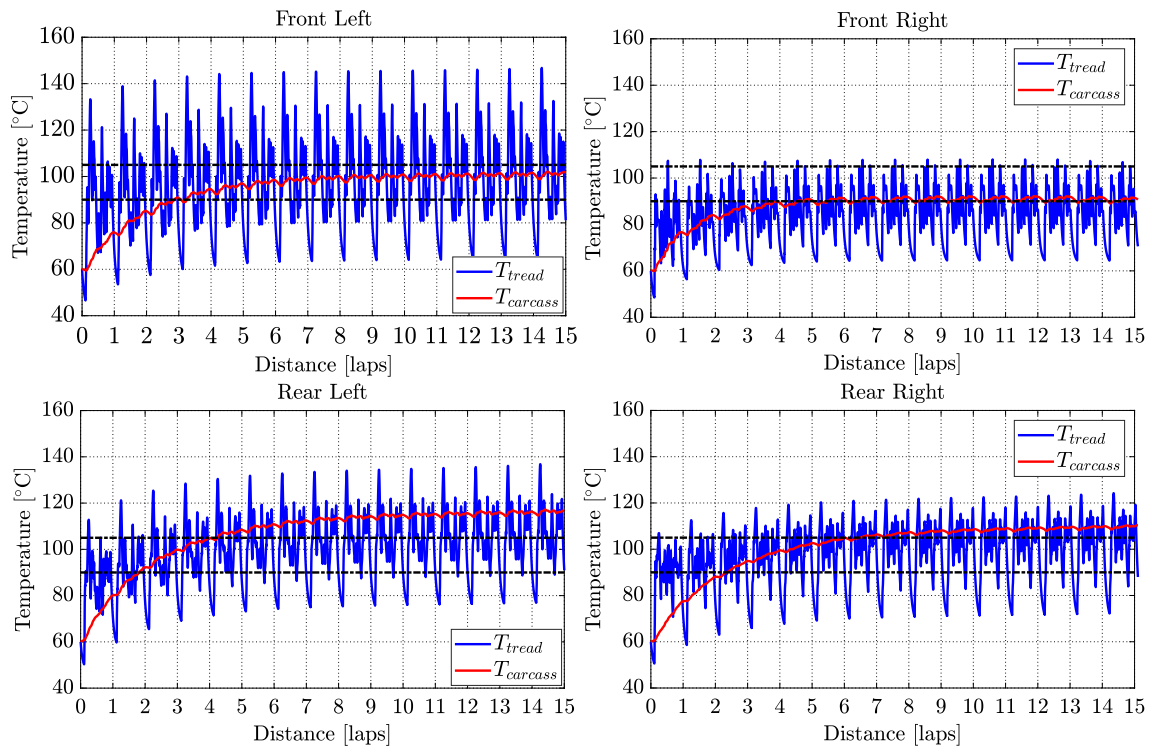 Front Left
Temperature [°C]
160
140
120
100
80
60
40
T_tread
T_carcass
0 1 2 3 4 5 6 7 8 9 10 11 12 13 14 15
Distance [laps]
Front Right
Temperature [°C]
160
140
120
100
80
60
40
T_tread
T_carcass
0 1 2 3 4 5 6 7 8 9 10 11 12 13 14 15
Distance [laps]
Rear Left
Temperature [°C]
160
140
120
100
80
60
40
T_tread
T_carcass
0 1 2 3 4 5 6 7 8 9 10 11 12 13 14 15
Distance [laps]
Rear Right
Temperature [°C]
160
140
120
100
80
60
40
T_tread
T_carcass
0 1 2 3 4 5 6 7 8 9 10 11 12 13 14 15
Distance [laps]